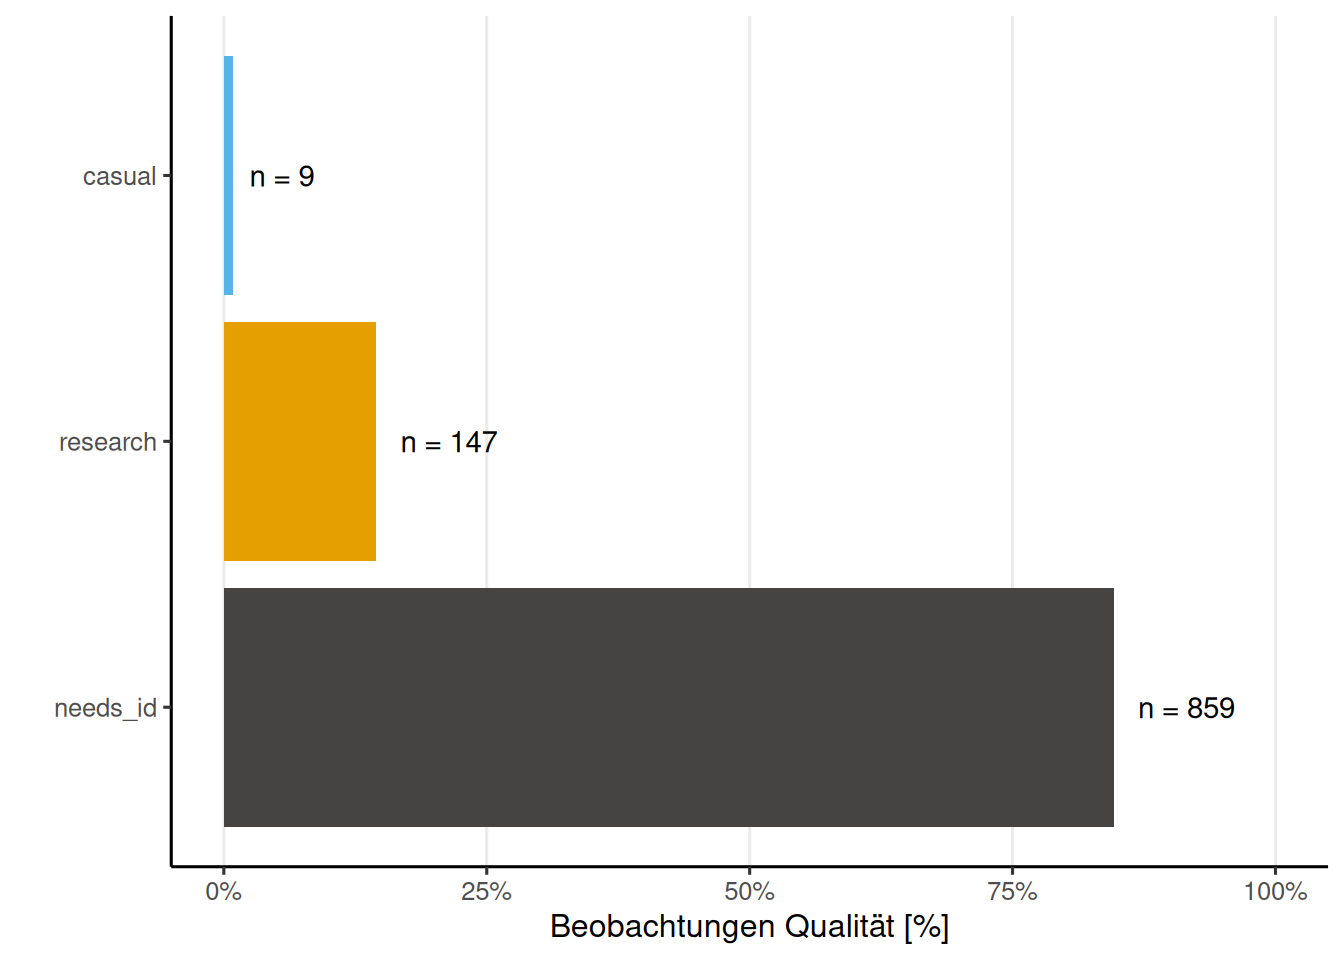 casual
n = 9
research
n = 147
needs_id
n = 859
0% 25% 50% 75% 100%
Beobachtungen Qualität [%]